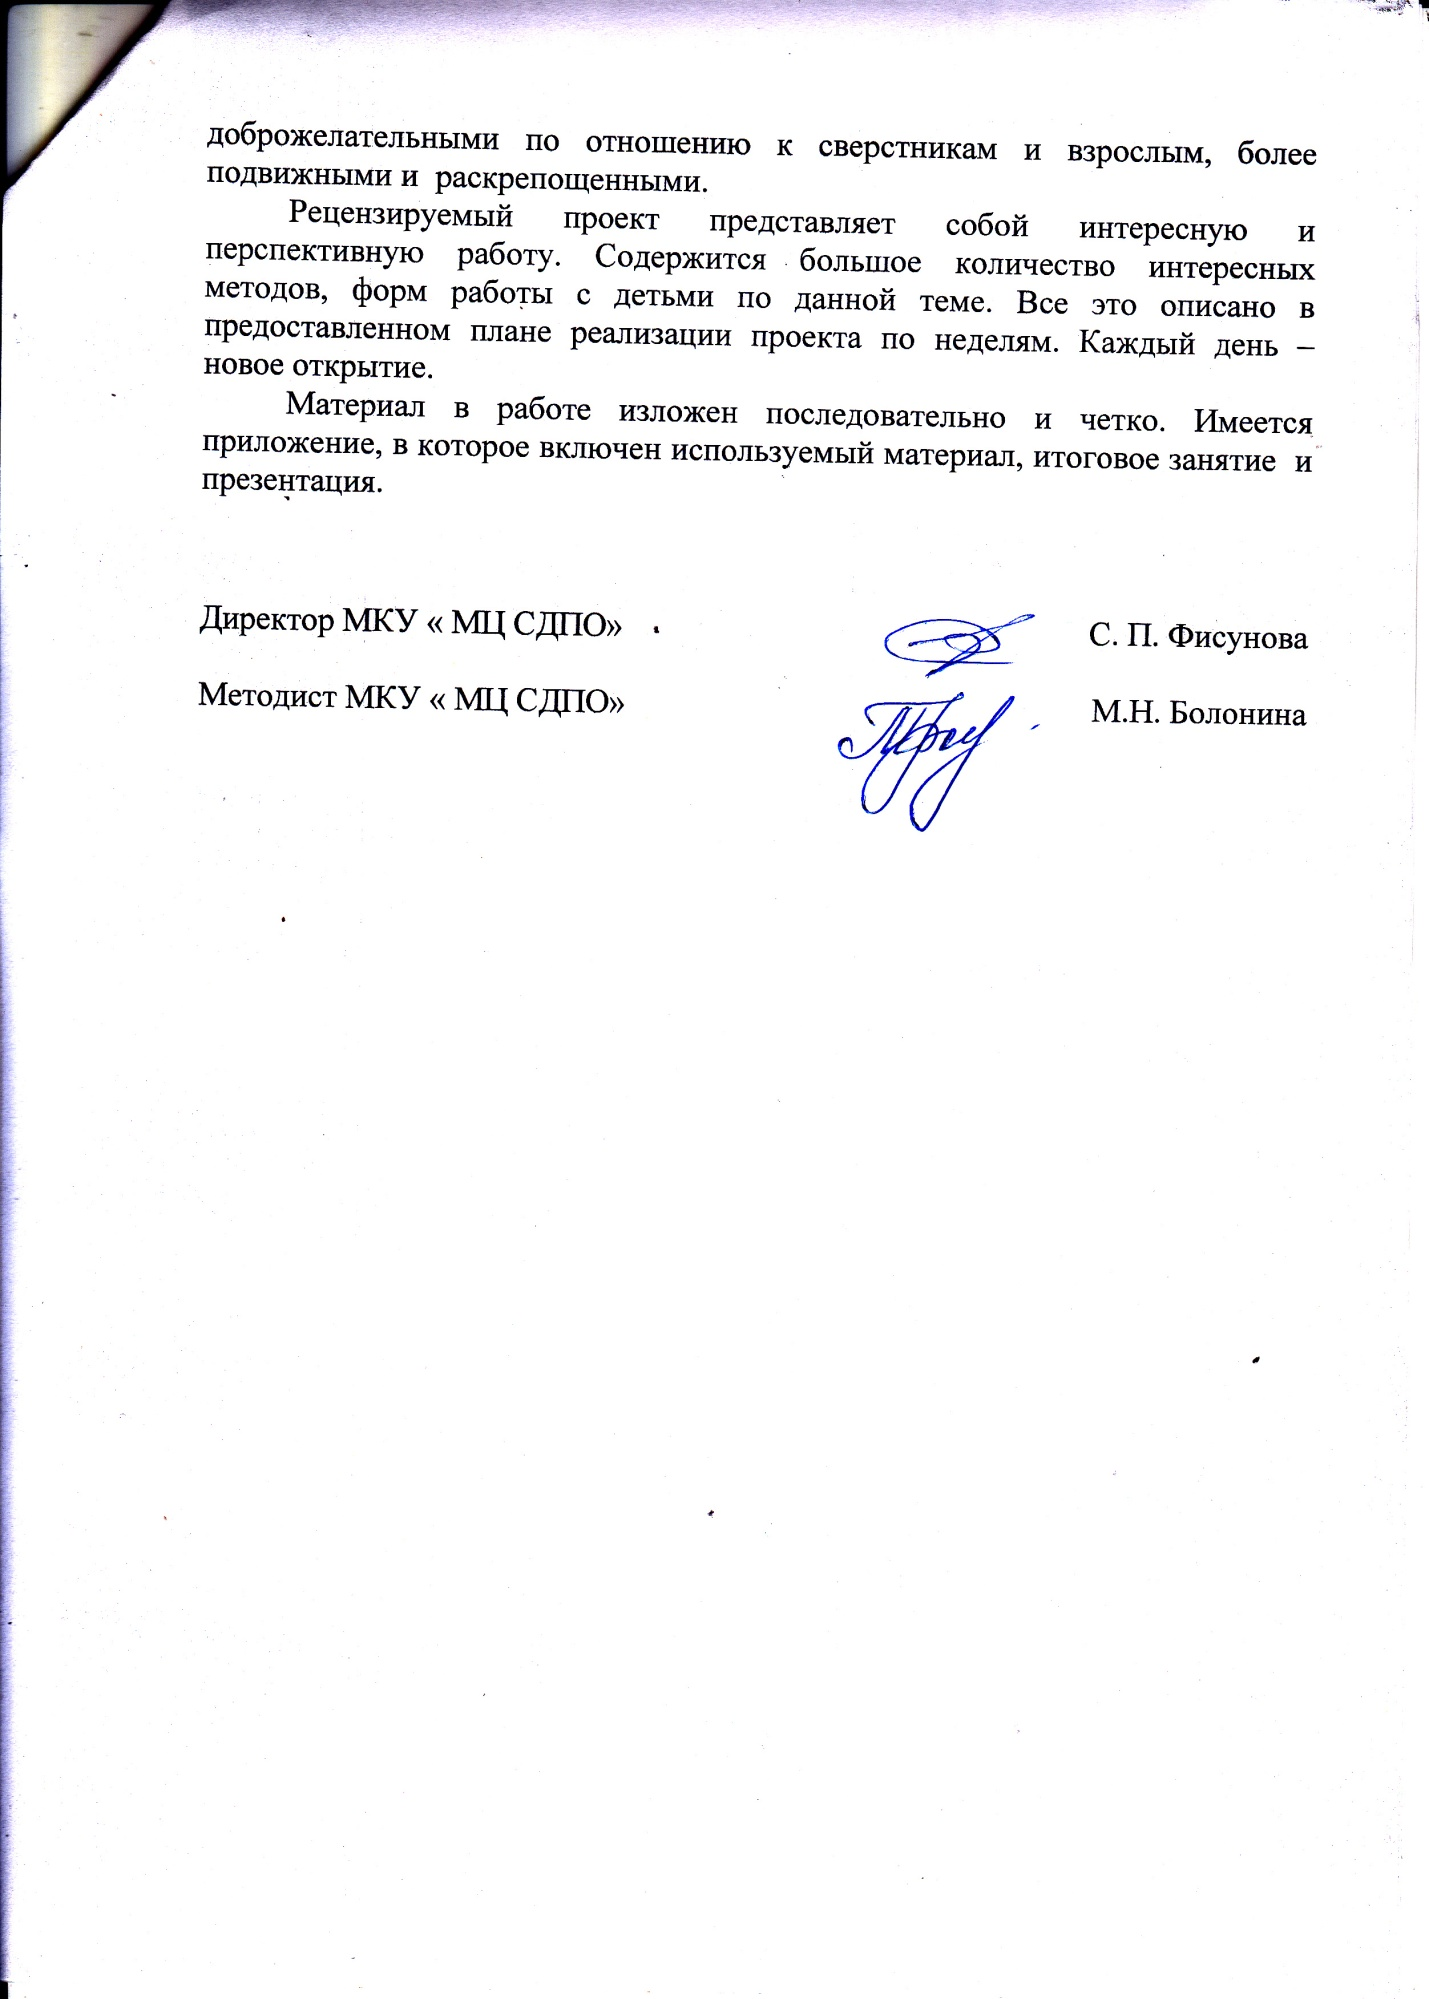 доброжелательными по отношению к сверстникам и взрослым, более
подвижными и раскрепощенными.
Рецензируемый проект представляет собой интересную и
перспективную работу. Содержится большое количество интересных
методов, форм работы с детьми по данной теме. Все это описано в
предоставленном плане реализации проекта по неделям. Каждый день –
новое открытие.
Материал в работе изложен последовательно и четко. Имеется
приложение, в которое включен используемый материал, итоговое занятие и
презентация.
Директор МКУ « МЦ СДПО» С. П. Фисунова
Методист МКУ « МЦ СДПО» М.Н. Болонина